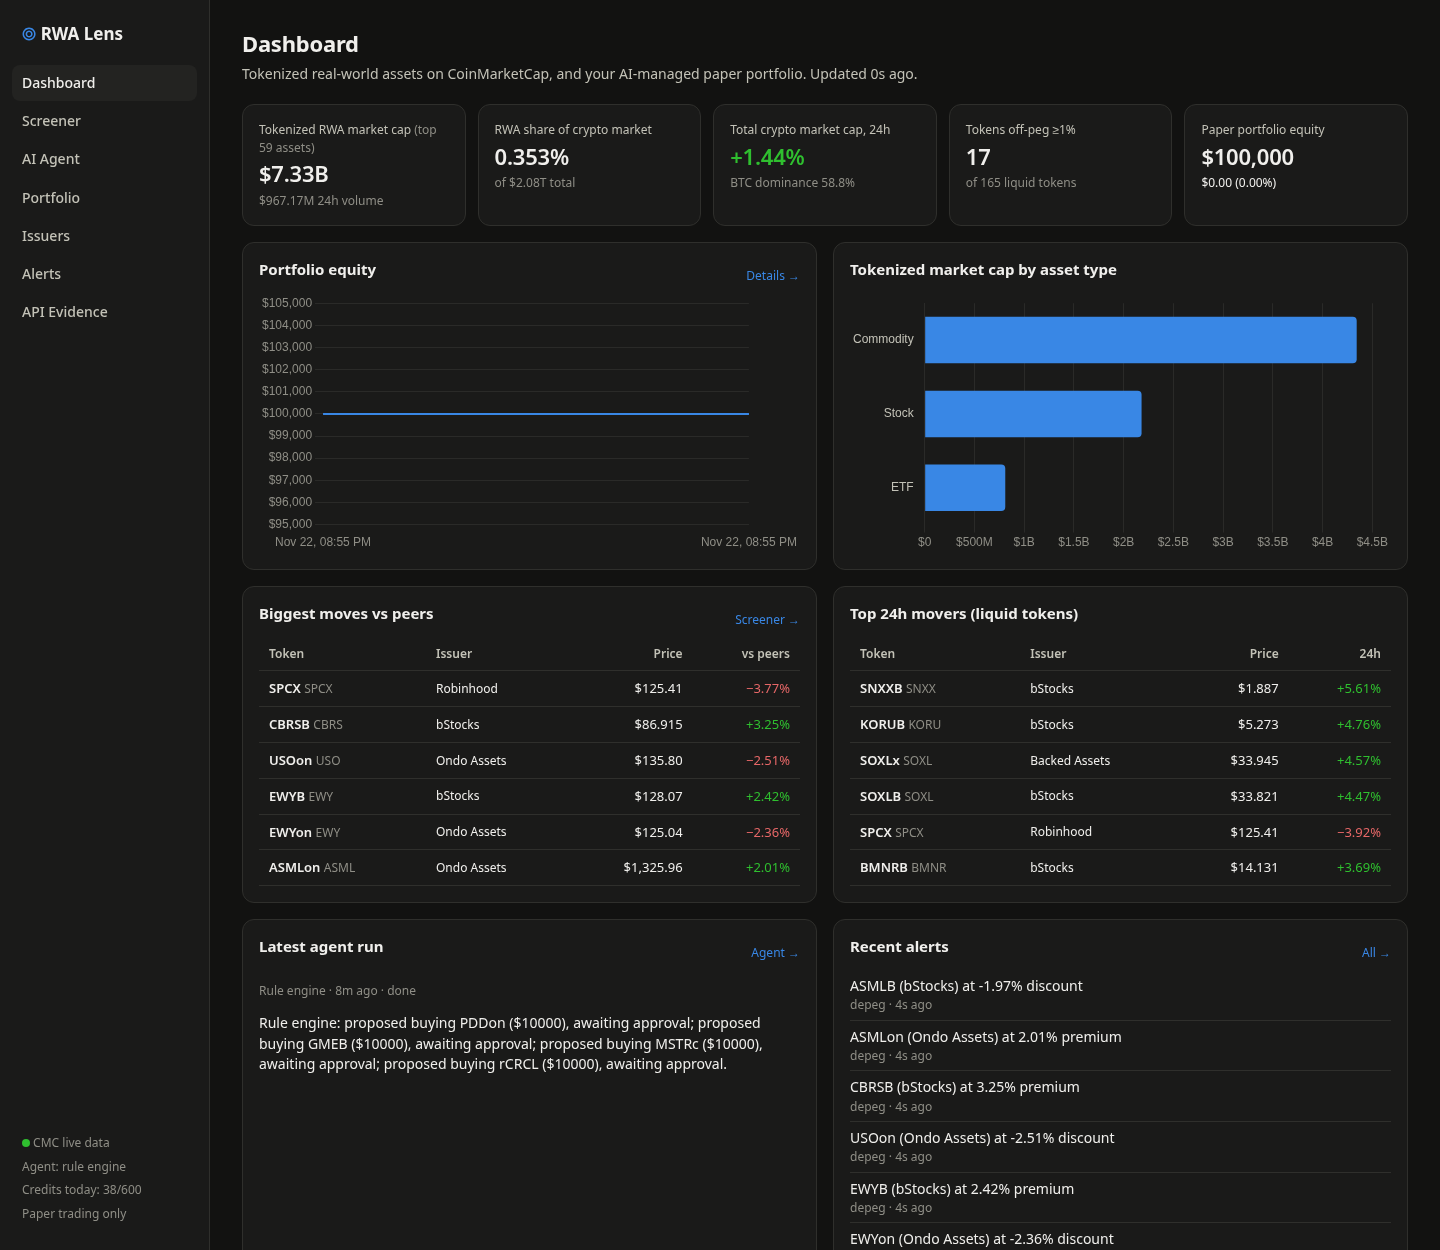 RWA Lens
Dashboard
Screener
AI Agent
Portfolio
Issuers
Alerts
API Evidence
CMC live data
Agent: rule engine
Credits today: 38/600
Paper trading only
Dashboard
Tokenized real-world assets on CoinMarketCap, and your AI-managed paper portfolio. Updated 0s ago.
Tokenized RWA market cap (top
59 assets)
$7.33B
$967.17M 24h volume
RWA share of crypto market
0.353%
of $2.08T total
Total crypto market cap, 24h
+1.44%
BTC dominance 58.8%
Tokens off-peg ≥1%
17
of 165 liquid tokens
Paper portfolio equity
$100,000
$0.00 (0.00%)
Portfolio equity
Details →
$105,000
$104,000
$103,000
$102,000
$101,000
$100,000
$99,000
$98,000
$97,000
$96,000
$95,000
Nov 22, 08:55 PM Nov 22, 08:55 PM
Tokenized market cap by asset type
Commodity
Stock
ETF
$0 $500M $1B $1.5B $2B $2.5B $3B $3.5B $4B $4.5B
Biggest moves vs peers
Screener →
Token Issuer Price vs peers
SPCX SPCX Robinhood $125.41 −3.77%
CBRSB CBRS bStocks $86.915 +3.25%
USOon USO Ondo Assets $135.80 −2.51%
EWYB EWY bStocks $128.07 +2.42%
EWYon EWY Ondo Assets $125.04 −2.36%
ASMLon ASML Ondo Assets $1,325.96 +2.01%
Top 24h movers (liquid tokens)
Token Issuer Price 24h
SNXXB SNXX bStocks $1.887 +5.61%
KORUB KORU bStocks $5.273 +4.76%
SOXLx SOXL Backed Assets $33.945 +4.57%
SOXLB SOXL bStocks $33.821 +4.47%
SPCX SPCX Robinhood $125.41 −3.92%
BMNRB BMNR bStocks $14.131 +3.69%
Latest agent run
Agent →
Rule engine · 8m ago · done
Rule engine: proposed buying PDDon ($10000), awaiting approval; proposed
buying GMEB ($10000), awaiting approval; proposed buying MSTRc ($10000),
awaiting approval; proposed buying rCRCL ($10000), awaiting approval.
Recent alerts
All →
ASMLB (bStocks) at -1.97% discount
depeg · 4s ago
ASMLon (Ondo Assets) at 2.01% premium
depeg · 4s ago
CBRSB (bStocks) at 3.25% premium
depeg · 4s ago
USOon (Ondo Assets) at -2.51% discount
depeg · 4s ago
EWYB (bStocks) at 2.42% premium
depeg · 4s ago
EWYon (Ondo Assets) at -2.36% discount